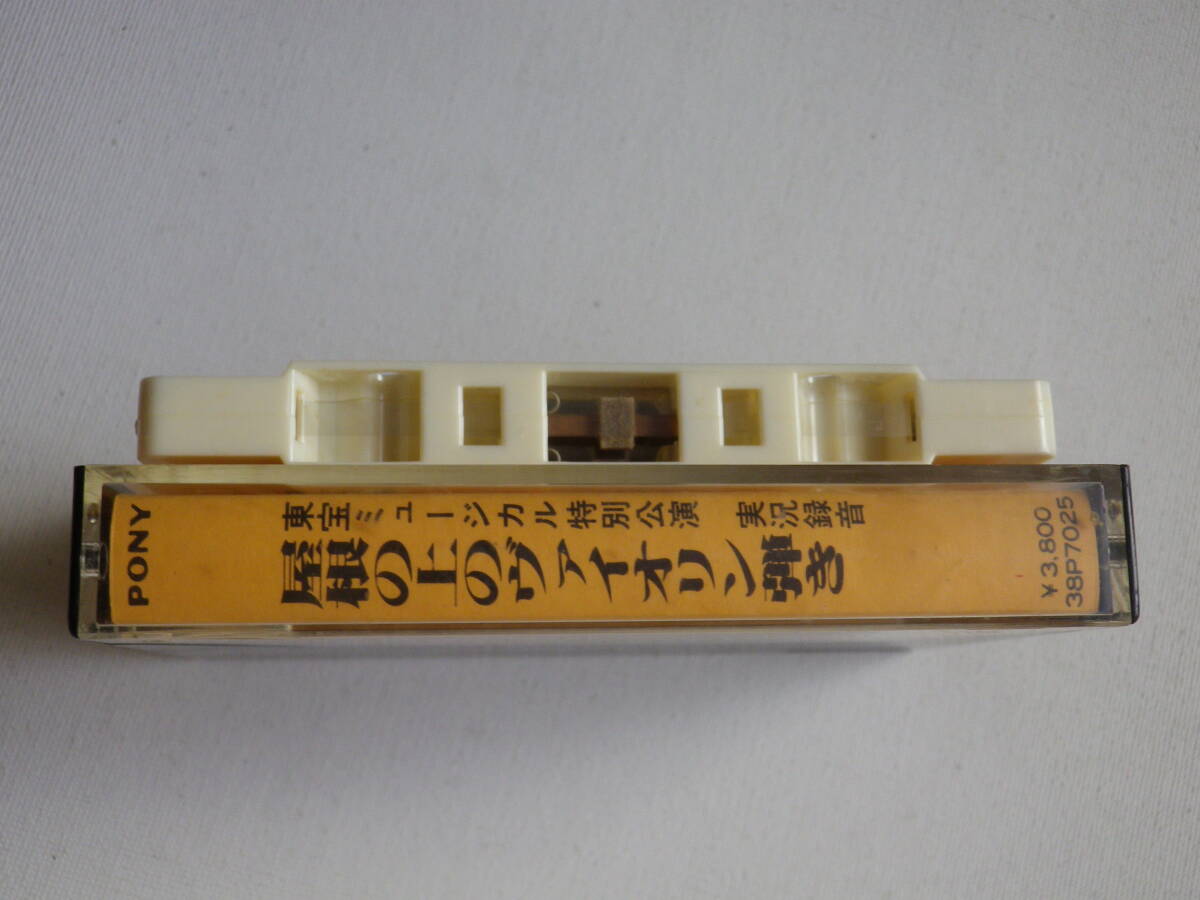 PONY
東宝ミュージカル特別公演 実況録音
屋根の上のヴァイオリン弾き
¥3,800
38P7025